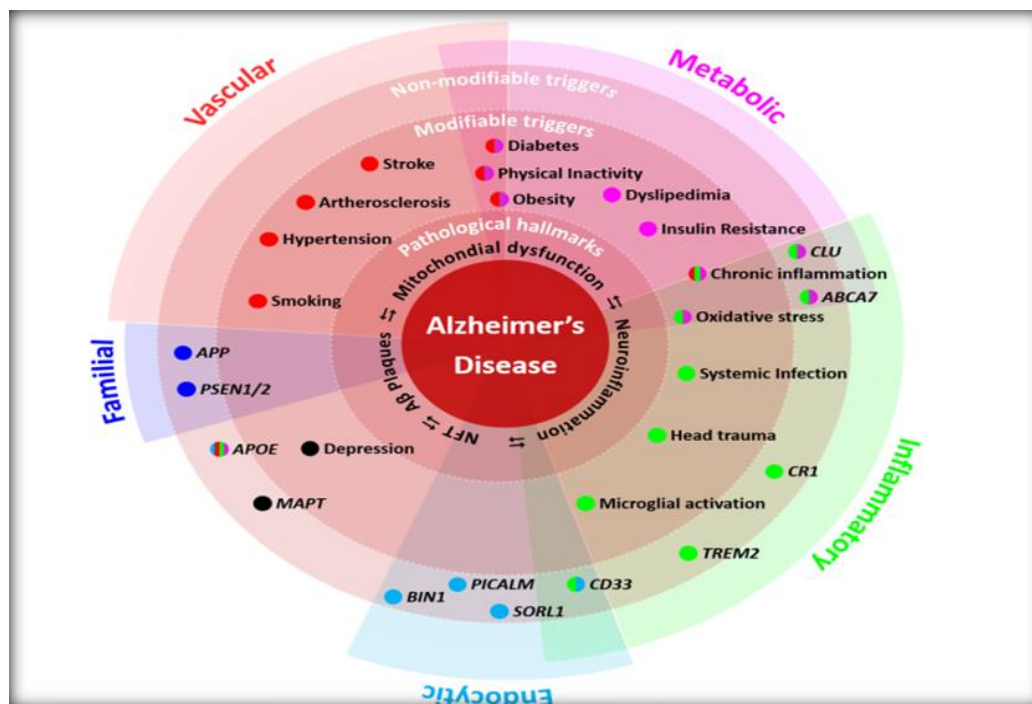 Vascular
Metabolic
Non-modifiable triggers
Modifiable triggers
Diabetes
Stroke
Physical Inactivity
Dyslipedimia
Artherosclerosis
Obesity
Insulin Resistance
Pathological hallmarks
Hypertension
Mitochondial dysfunction
CLU
Chronic inflammation
ABCA7
Smoking
Oxidative stress
Alzheimer's
Disease
Neuroinflammation
Aβ Plaques
NFT
Familial
APP
PSEN1/2
Systemic Infection
Head trauma
APOE
Depression
CR1
MAPT
Microglial activation
Inflammatory
TREM2
PICALM
CD33
BIN1
SORL1
Endocytic